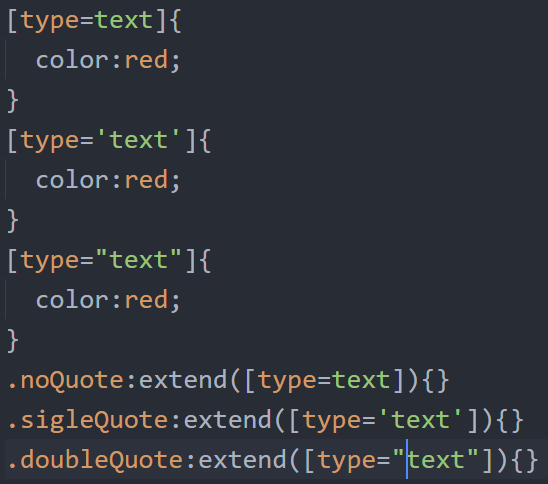 [type=text]{
  color:red;
}
[type='text']{
  color:red;
}
[type="text"]{
  color:red;
}
.noQuote:extend([type=text]){}
.sigleQuote:extend([type='text']){}
.doubleQuote:extend([type="text"]){}